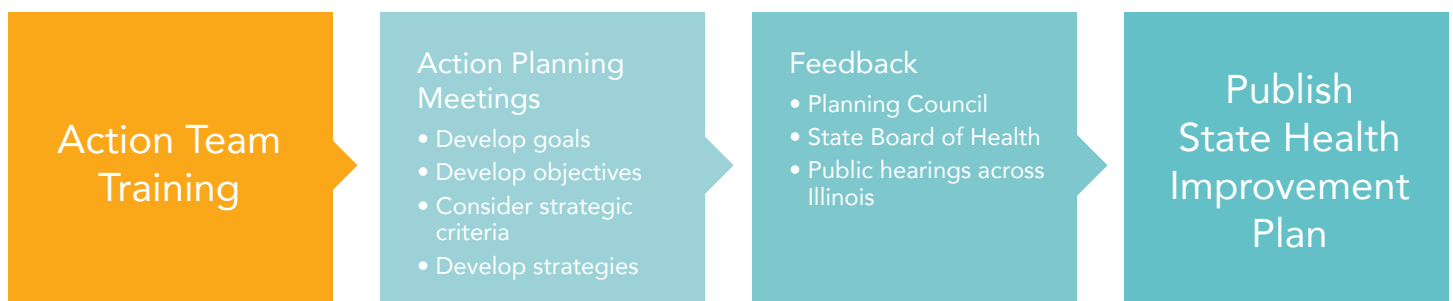 Action Team
Training
Action Planning
Meetings
• Develop goals
• Develop objectives
• Consider strategic
criteria
• Develop strategies
Feedback
• Planning Council
• State Board of Health
• Public hearings across
Illinois
Publish
State Health
Improvement
Plan